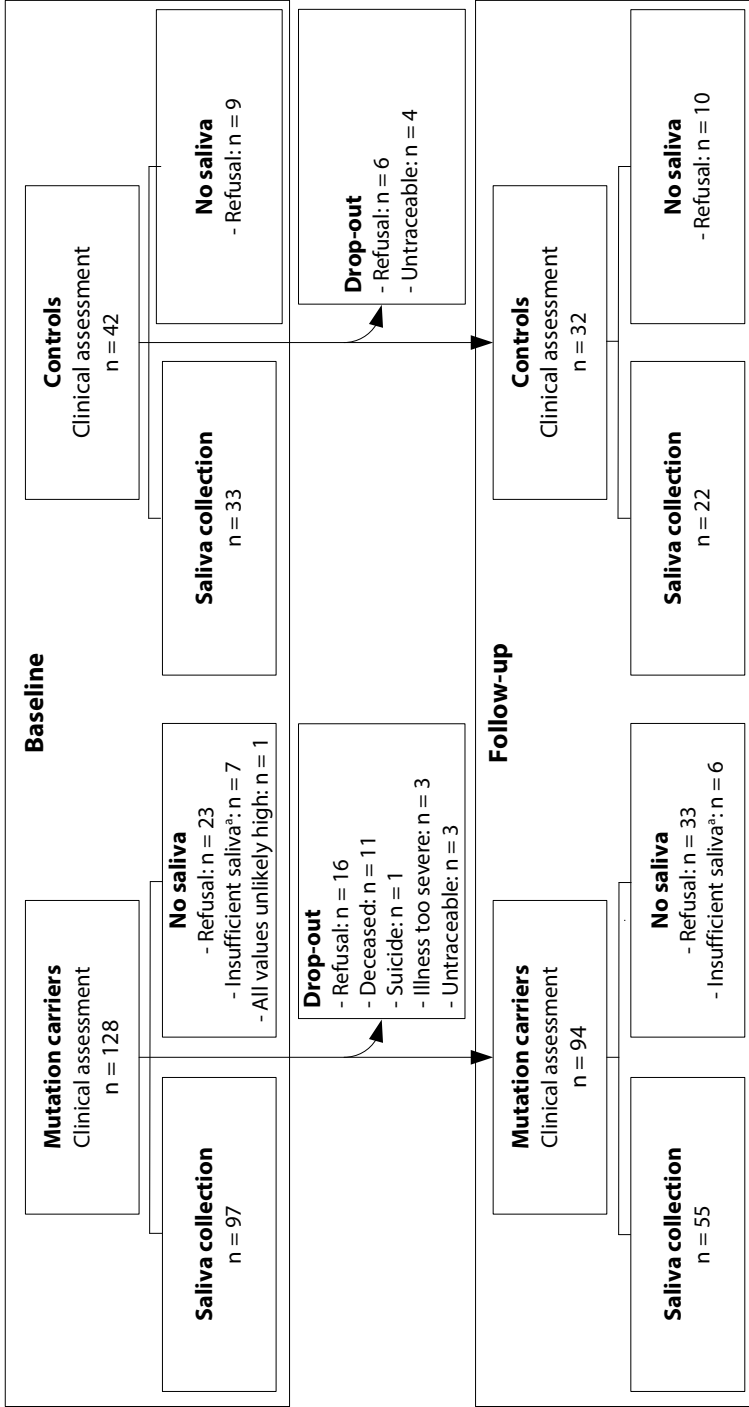 Baseline
Mutation carriers
Clinical assessment
n = 128
Saliva collection
n = 97
No saliva
- Refusal: n = 23
- Insufficient salivaᵃ: n = 7
- All values unlikely high: n = 1
Controls
Clinical assessment
n = 42
Saliva collection
n = 33
No saliva
- Refusal: n = 9
Drop-out
- Refusal: n = 16
- Deceased: n = 11
- Suicide: n = 1
- Illness too severe: n = 3
- Untraceable: n = 3
Drop-out
- Refusal: n = 6
- Untraceable: n = 4
Follow-up
Mutation carriers
Clinical assessment
n = 94
Saliva collection
n = 55
No saliva
- Refusal: n = 33
- Insufficient salivaᵃ: n = 6
Controls
Clinical assessment
n = 32
Saliva collection
n = 22
No saliva
- Refusal: n = 10